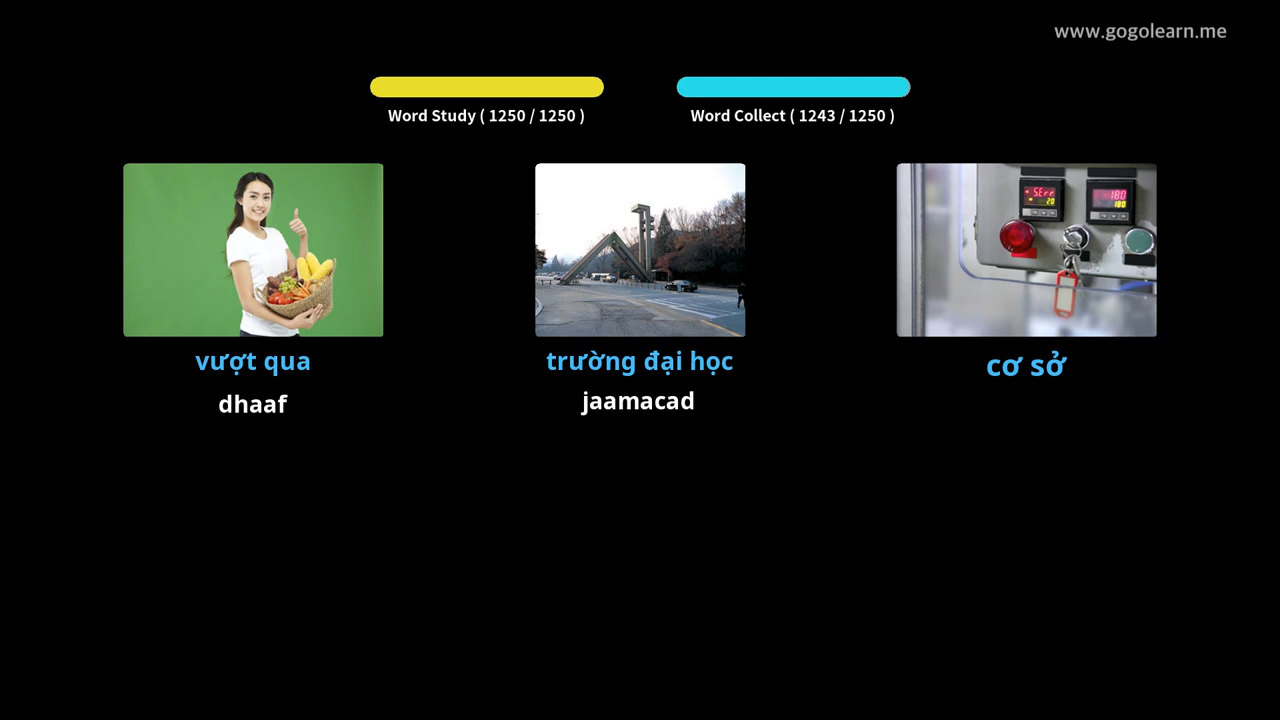 www.gogolearn.me
Word Study ( 1250 / 1250 )
Word Collect ( 1243 / 1250 )
vượt qua
dhaaf
trường đại học
jaamacad
cơ sở